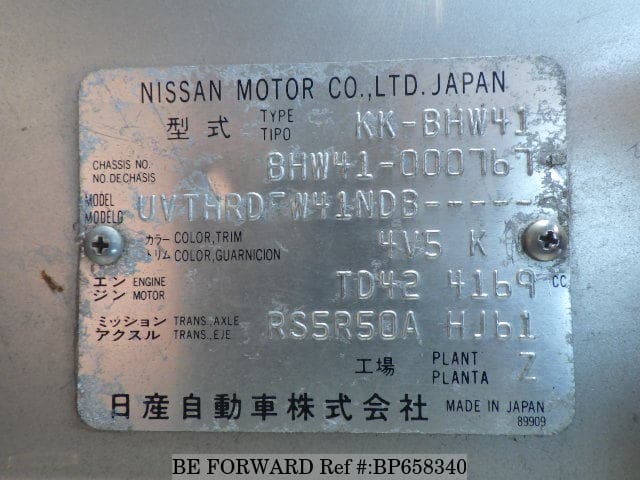 NISSAN MOTOR CO.,LTD. JAPAN
型式 TYPE TIPO KK-BHW41
CHASSIS NO. NO DE CHASIS BHW41-000767
MODEL MODELO UVTHRDFW41NDB-----
カラー COLOR,TRIM
トリム COLOR,GUARNICION 4V5 K
エンジン ENGINE MOTOR TD42 4169 CC
ミッション TRANS.,AXLE
アクスル TRANS.,EJE RS5R50A HJ61
工場 PLANT PLANTA Z
日産自動車株式会社 MADE IN JAPAN
89909
BE FORWARD Ref #:BP658340